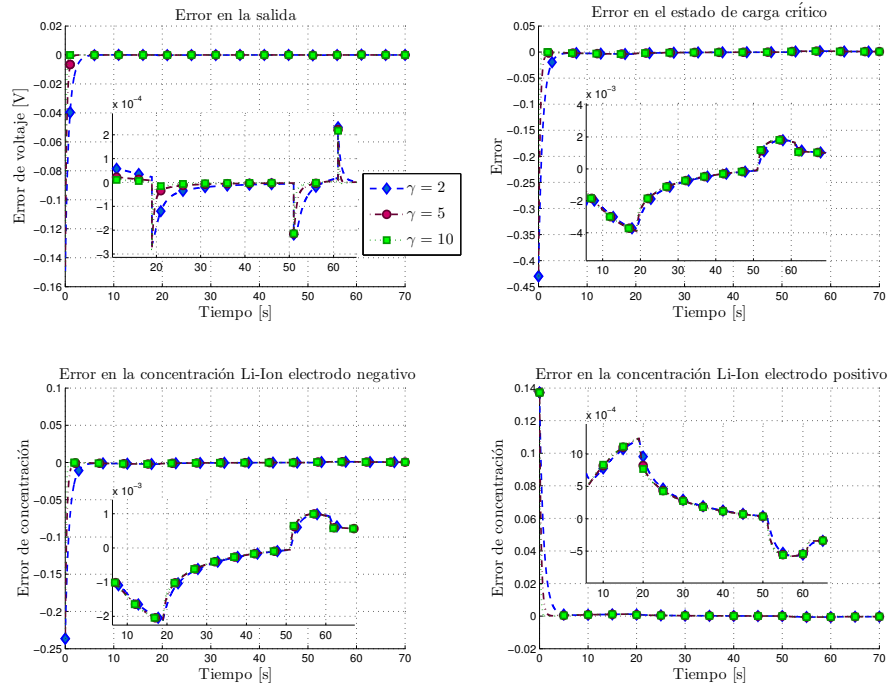 Error en la salida
0.02
0
−0.02
−0.04
−0.06
−0.08
−0.1
−0.12
−0.14
−0.16
Error de voltaje [V]
0 10 20 30 40 50 60 70
Tiempo [s]
x 10−4
2
1
0
−1
−2
−3
20 30 40 50 60
γ = 2
γ = 5
γ = 10
Error en el estado de carga crítico
0.05
0
−0.05
−0.1
−0.15
−0.2
−0.25
−0.3
−0.35
−0.4
−0.45
Error
0 10 20 30 40 50 60 70
Tiempo [s]
x 10−3
4
2
0
−2
−4
10 20 30 40 50 60
Error en la concentración Li-Ion electrodo negativo
0.1
0.05
0
−0.05
−0.1
−0.15
−0.2
−0.25
Error de concentración
0 10 20 30 40 50 60 70
Tiempo [s]
x 10−3
1
0
−1
−2
10 20 30 40 50 60
Error en la concentración Li-Ion electrodo positivo
0.14
0.12
0.1
0.08
0.06
0.04
0.02
0
−0.02
Error de concentración
0 10 20 30 40 50 60 70
Tiempo [s]
x 10−4
10
5
0
−5
10 20 30 40 50 60